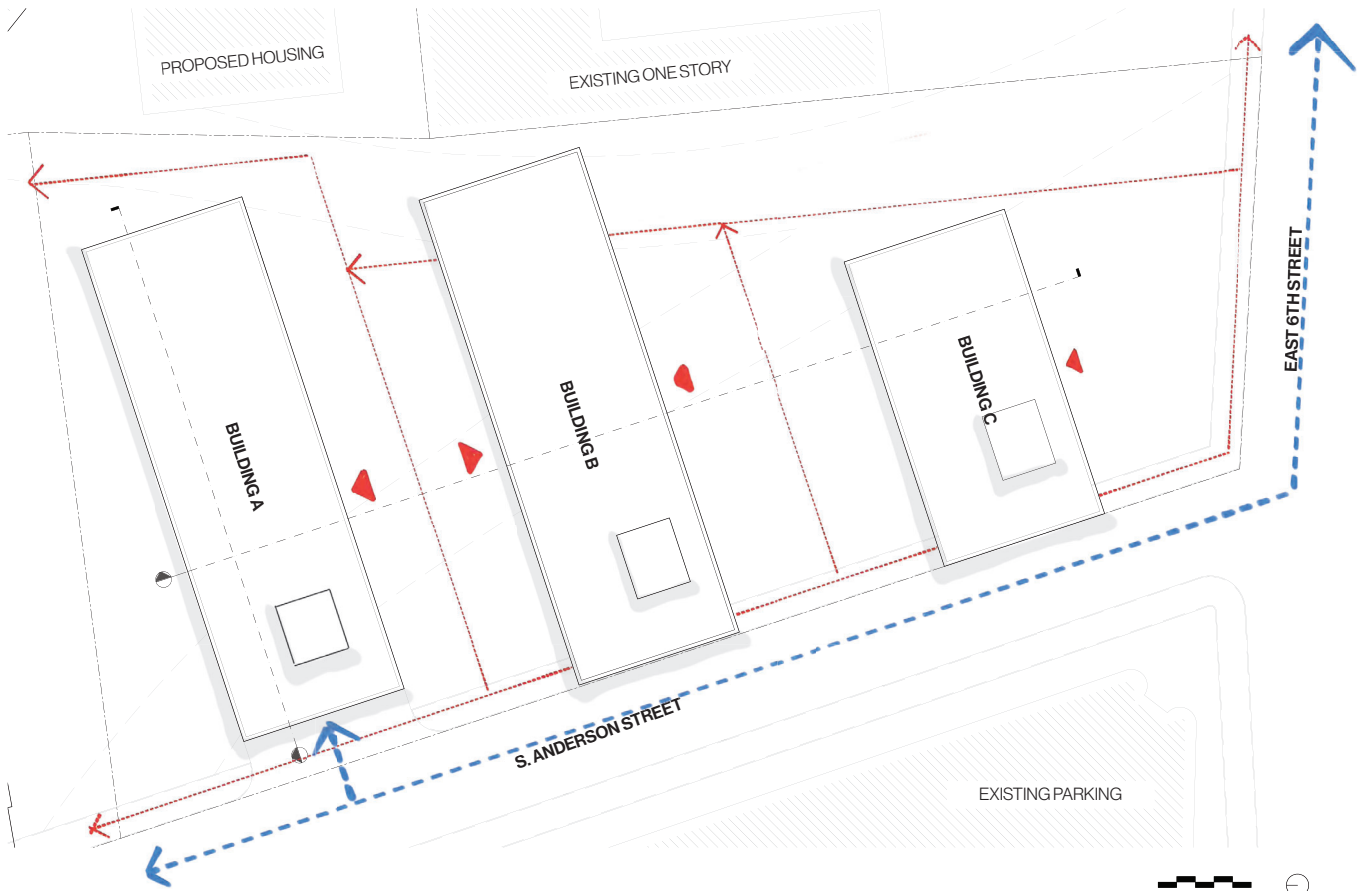 PROPOSED HOUSING
EXISTING ONE STORY
EAST 6TH STREET
BUILDING A
BUILDING B
BUILDING C
S. ANDERSON STREET
EXISTING PARKING